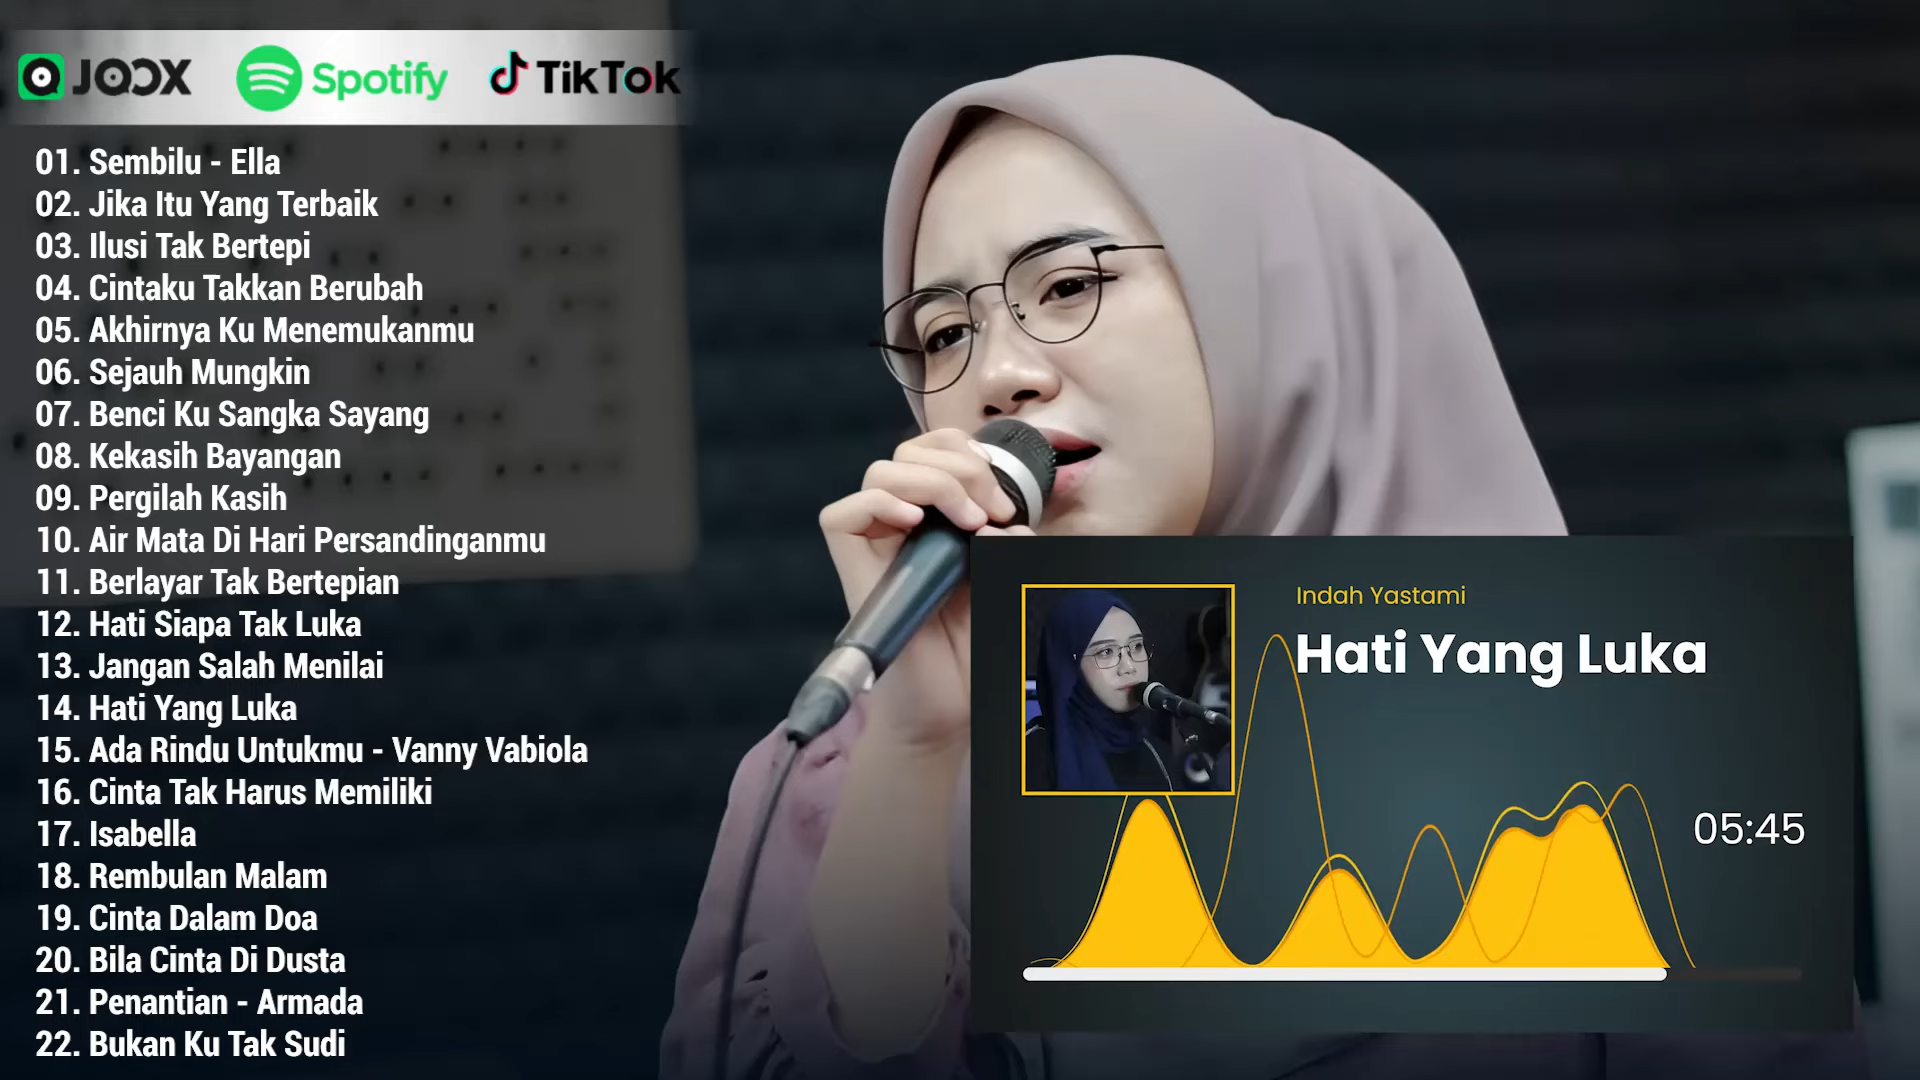 JOOX Spotify TikTok
01. Sembilu - Ella
02. Jika Itu Yang Terbaik
03. Ilusi Tak Bertepi
04. Cintaku Takkan Berubah
05. Akhirnya Ku Menemukanmu
06. Sejauh Mungkin
07. Benci Ku Sangka Sayang
08. Kekasih Bayangan
09. Pergilah Kasih
10. Air Mata Di Hari Persandinganmu
11. Berlayar Tak Bertepian
12. Hati Siapa Tak Luka
13. Jangan Salah Menilai
14. Hati Yang Luka
15. Ada Rindu Untukmu - Vanny Vabiola
16. Cinta Tak Harus Memiliki
17. Isabella
18. Rembulan Malam
19. Cinta Dalam Doa
20. Bila Cinta Di Dusta
21. Penantian - Armada
22. Bukan Ku Tak Sudi
Indah Yastami
Hati Yang Luka
05:45